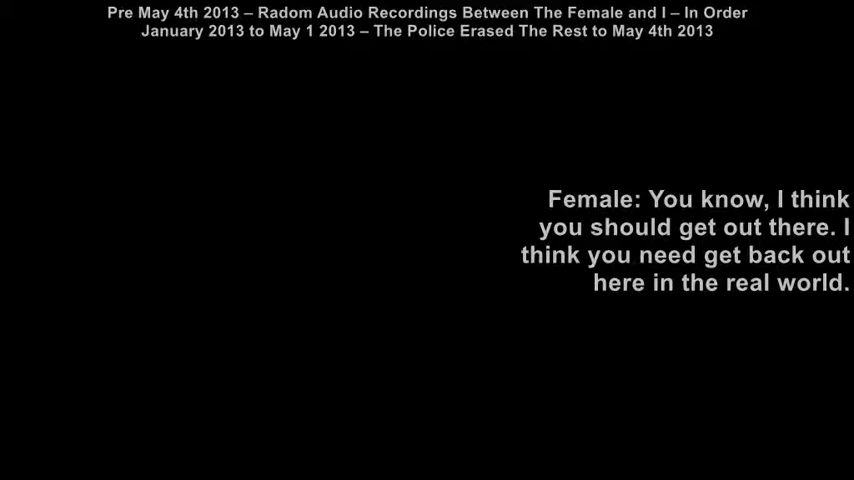 Pre May 4th 2013 – Radom Audio Recordings Between The Female and I – In Order
January 2013 to May 1 2013 – The Police Erased The Rest to May 4th 2013
Female: You know, I think
you should get out there. I
think you need get back out
here in the real world.